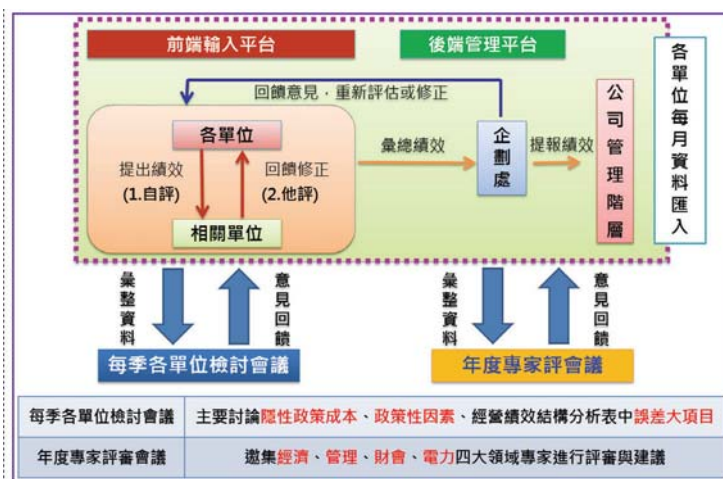 前端輸入平台
後端管理平台
回饋意見，重新評估或修正
各單位
提出績效
(1.自評)
回饋修正
(2.他評)
相關單位
彙總績效
企劃處
提報績效
公司管理階層
各單位每月資料匯入
彙整資料
意見回饋
彙整資料
意見回饋
每季各單位檢討會議
年度專家評會議
每季各單位檢討會議 主要討論隱性政策成本、政策性因素、經營績效結構分析表中誤差大項目
年度專家評審會議 邀集經濟、管理、財會、電力四大領域專家進行評審與建議